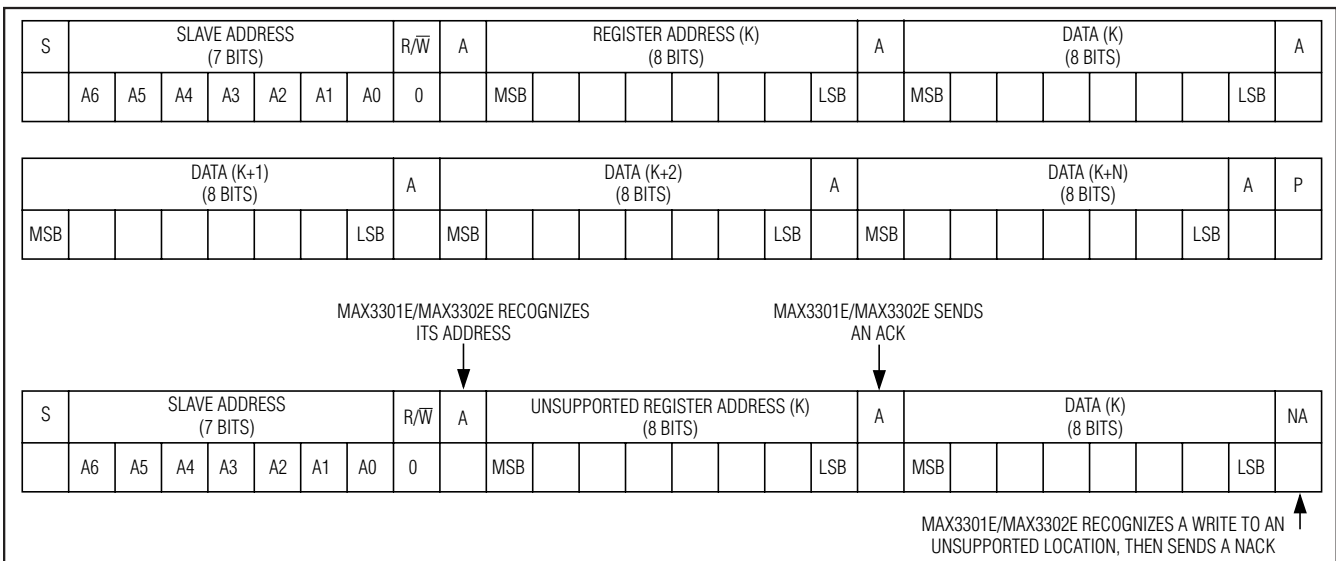 S SLAVE ADDRESS R/W̅ A REGISTER ADDRESS (K) A DATA (K) A
(7 BITS) (8 BITS) (8 BITS)
A6 A5 A4 A3 A2 A1 A0 0 MSB LSB MSB LSB
DATA (K+1) A DATA (K+2) A DATA (K+N) A P
(8 BITS) (8 BITS) (8 BITS)
MSB LSB MSB LSB MSB LSB
MAX3301E/MAX3302E RECOGNIZES
ITS ADDRESS
MAX3301E/MAX3302E SENDS
AN ACK
S SLAVE ADDRESS R/W̅ A UNSUPPORTED REGISTER ADDRESS (K) A DATA (K) NA
(7 BITS) (8 BITS) (8 BITS)
A6 A5 A4 A3 A2 A1 A0 0 MSB LSB MSB LSB
MAX3301E/MAX3302E RECOGNIZES A WRITE TO AN
UNSUPPORTED LOCATION, THEN SENDS A NACK